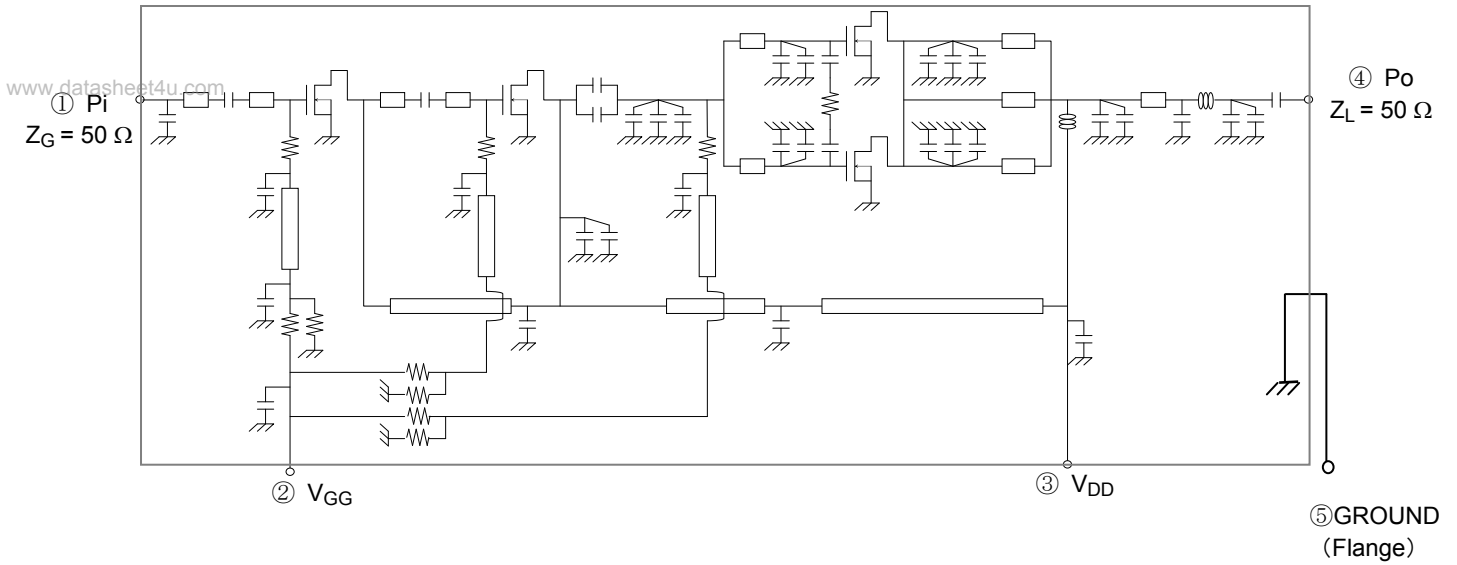 www.datasheet4u.com
① Pi
Z_G = 50 Ω
④ Po
Z_L = 50 Ω
② V_GG
③ V_DD
⑤GROUND
（Flange）